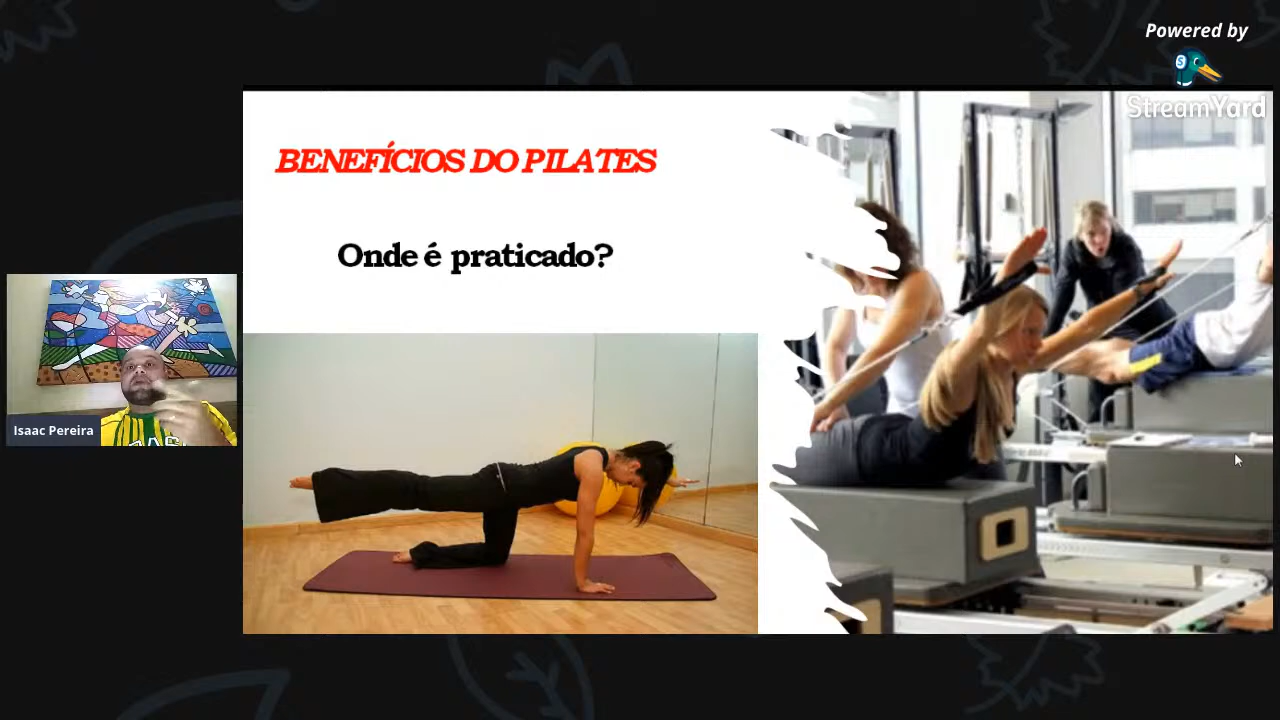 Powered by
StreamYard
BENEFÍCIOS DO PILATES
Onde é praticado?
Isaac Pereira